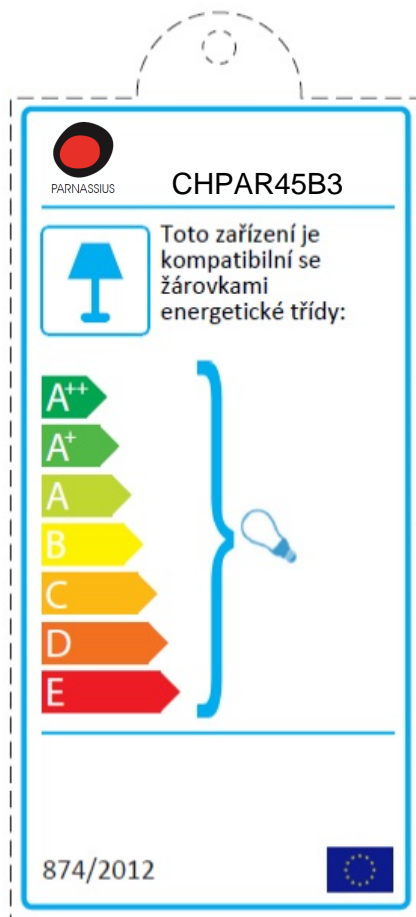 PARNASSIUS
CHPAR45B3
Toto zařízení je
kompatibilní se
žárovkami
energetické třídy:
A++
A+
A
B
C
D
E
874/2012